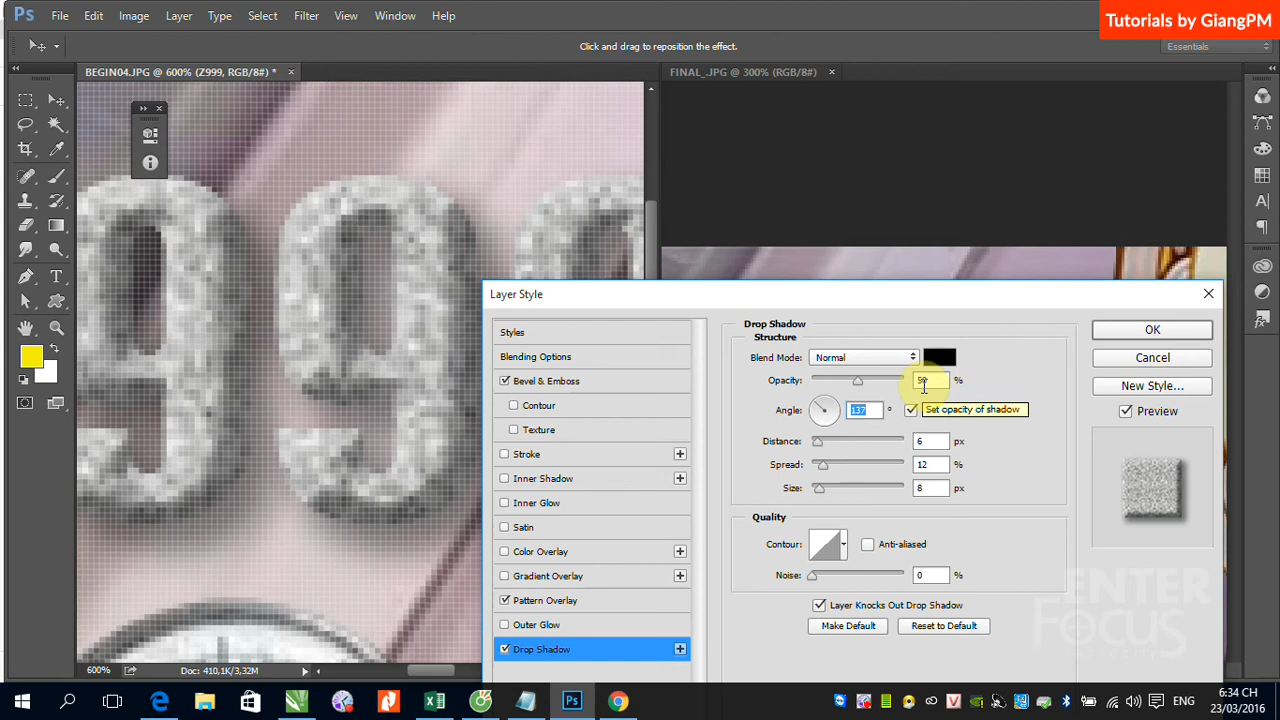 Ps File Edit Image Layer Type Select Filter View Window Help
Tutorials by GiangPM
Click and drag to reposition the effect.
Essentials
BEGIN04.JPG @ 600% (Z999, RGB/8#) * ×
FINAL_.JPG @ 300% (RGB/8#) ×
999
Layer Style
Styles
Blending Options
Bevel & Emboss
Contour
Texture
Stroke
Inner Shadow
Inner Glow
Satin
Color Overlay
Gradient Overlay
Pattern Overlay
Outer Glow
Drop Shadow
Drop Shadow
Structure
Blend Mode: Normal
Opacity: %
Angle: 137 °
Set opacity of shadow
Distance: 6 px
Spread: 12 %
Size: 8 px
Quality
Contour: Anti-aliased
Noise: 0 %
Layer Knocks Out Drop Shadow
Make Default Reset to Default
OK
Cancel
New Style...
Preview
ENTER
FOCUS
600% Doc: 410,1K/3,32M
6:34 CH
23/03/2016